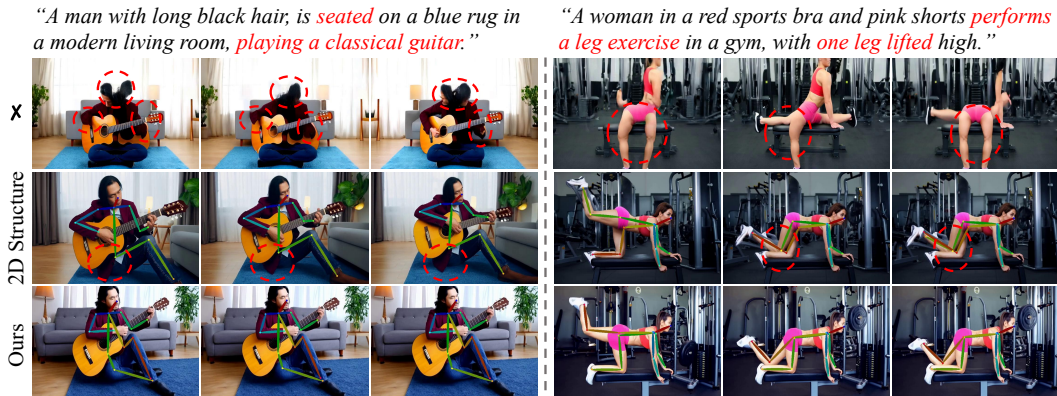 “A man with long black hair, is seated on a blue rug in
a modern living room, playing a classical guitar.”
“A woman in a red sports bra and pink shorts performs
a leg exercise in a gym, with one leg lifted high.”
✗
2D Structure
Ours